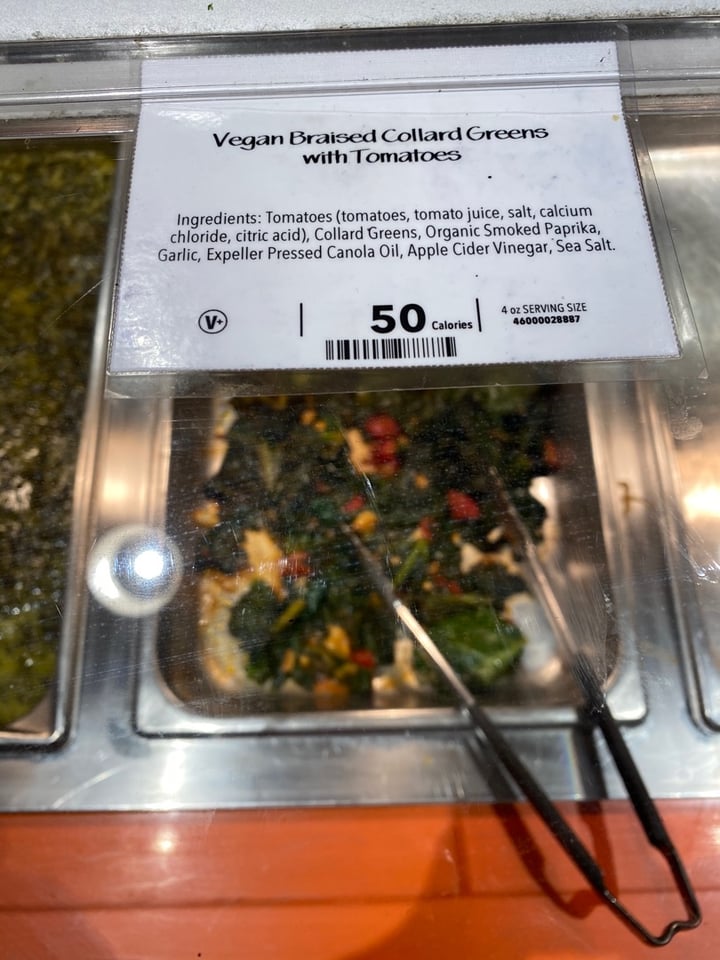 Vegan Braised Collard Greens
with Tomatoes
Ingredients: Tomatoes (tomatoes, tomato juice, salt, calcium
chloride, citric acid), Collard Greens, Organic Smoked Paprika,
Garlic, Expeller Pressed Canola Oil, Apple Cider Vinegar, Sea Salt.
V+
50 Calories
4 oz SERVING SIZE
46000028887